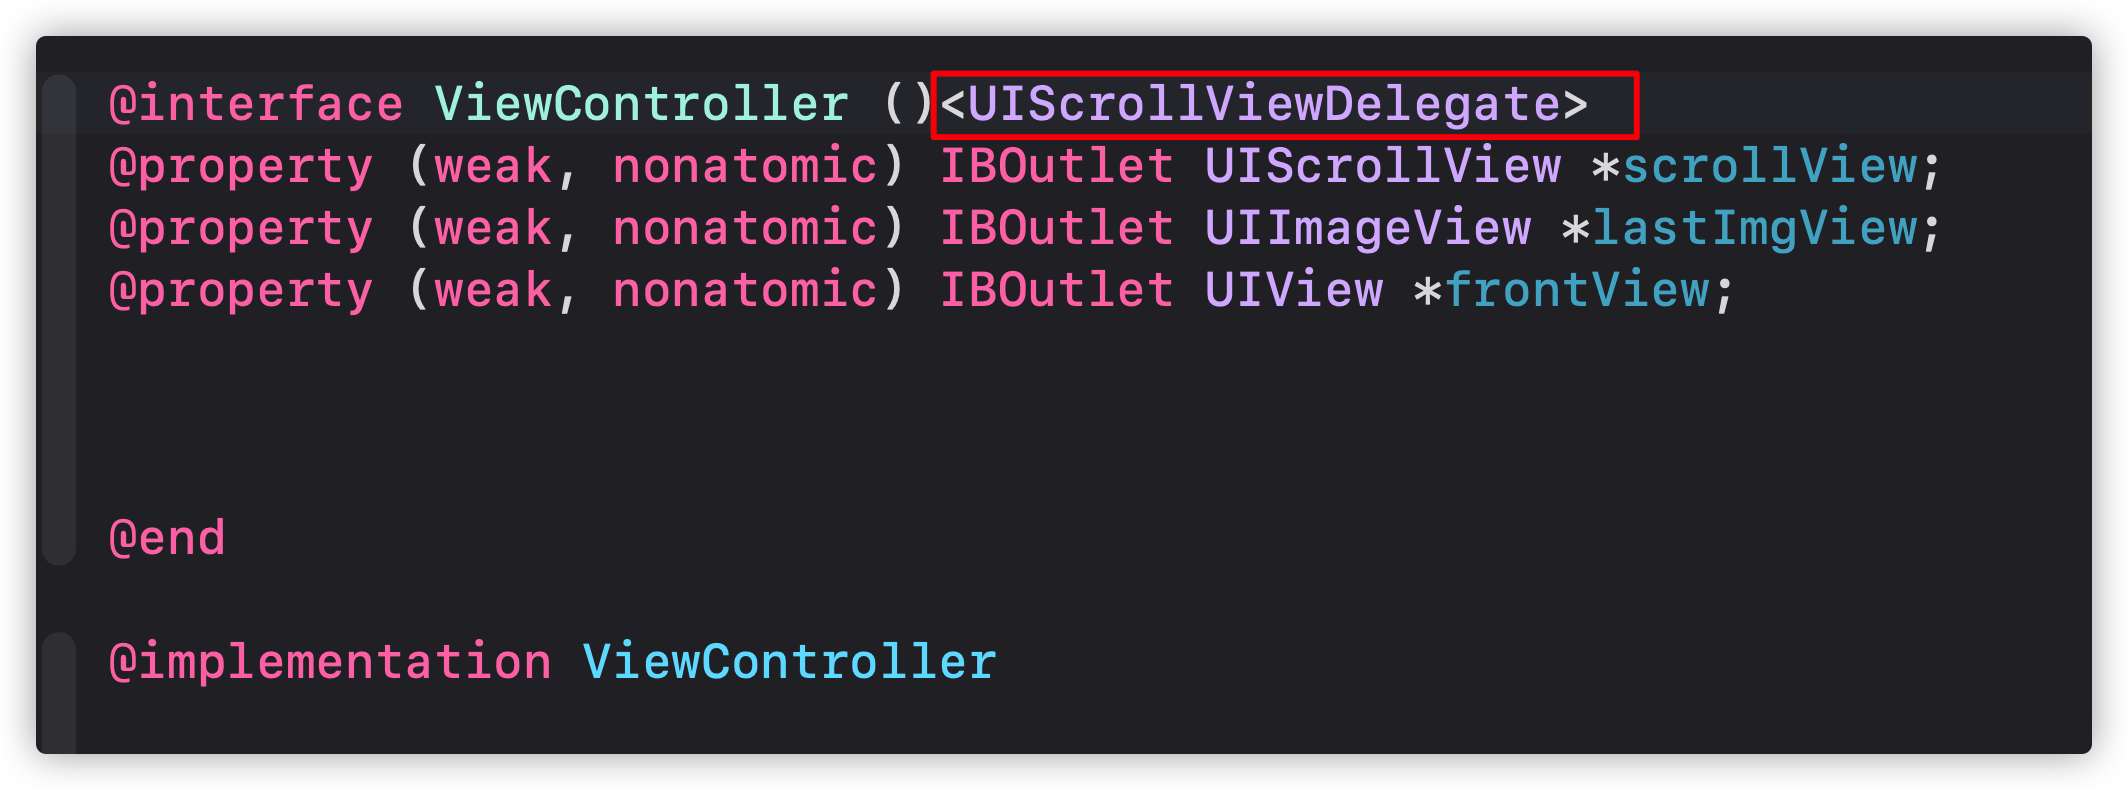 @interface ViewController ()<UIScrollViewDelegate>
@property (weak, nonatomic) IBOutlet UIScrollView *scrollView;
@property (weak, nonatomic) IBOutlet UIImageView *lastImgView;
@property (weak, nonatomic) IBOutlet UIView *frontView;
@end
@implementation ViewController